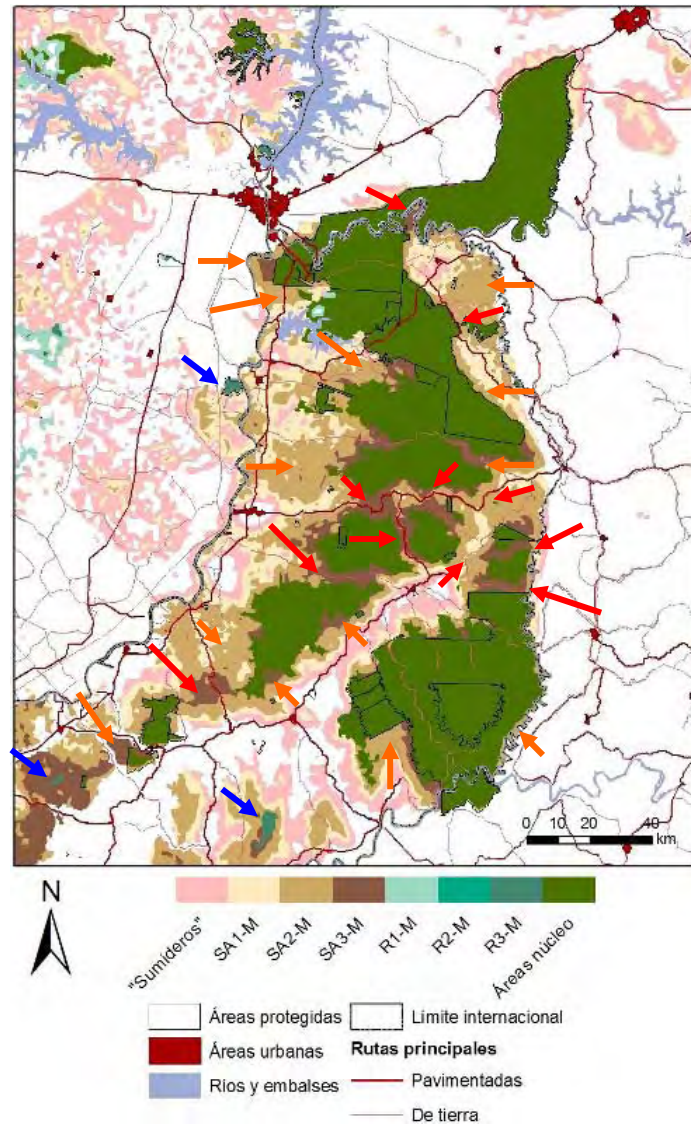 0 20 40
km
N
"Sumideros"
SA1-M
SA2-M
SA3-M
R1-M
R2-M
R3-M
Áreas núcleo
Áreas protegidas
Límite internacional
Áreas urbanas
Rutas principales
Ríos y embalses
Pavimentadas
De tierra